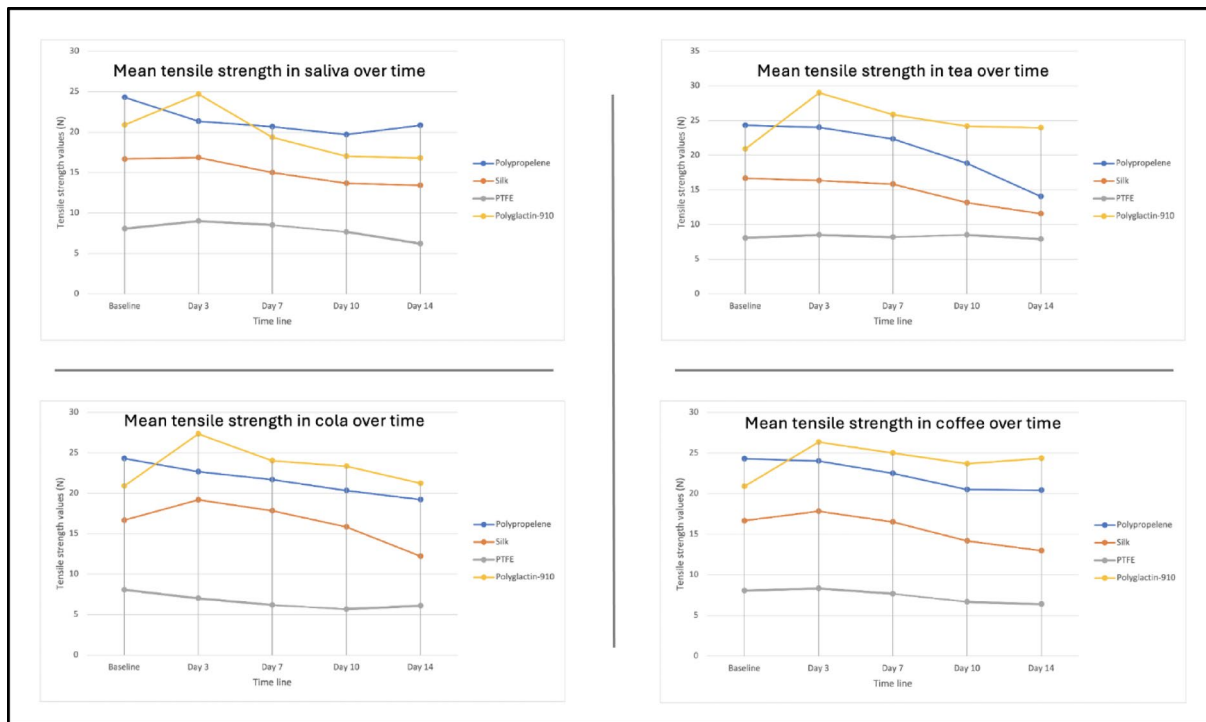 Mean tensile strength in saliva over time
Tensile strength values (N)
30
25
20
15
10
5
0
Baseline Day 3 Day 7 Day 10 Day 14
Time line
Polypropelene
Silk
PTFE
Polyglactin-910
Mean tensile strength in tea over time
Tensile strength values (N)
35
30
25
20
15
10
5
0
Baseline Day 3 Day 7 Day 10 Day 14
Time line
Polypropelene
Silk
PTFE
Polyglactin-910
Mean tensile strength in cola over time
Tensile strength values (N)
30
25
20
15
10
5
0
Baseline Day 3 Day 7 Day 10 Day 14
Time line
Polypropelene
Silk
PTFE
Polyglactin-910
Mean tensile strength in coffee over time
Tensile strength values (N)
30
25
20
15
10
5
0
Baseline Day 3 Day 7 Day 10 Day 14
Time line
Polypropelene
Silk
PTFE
Polyglactin-910